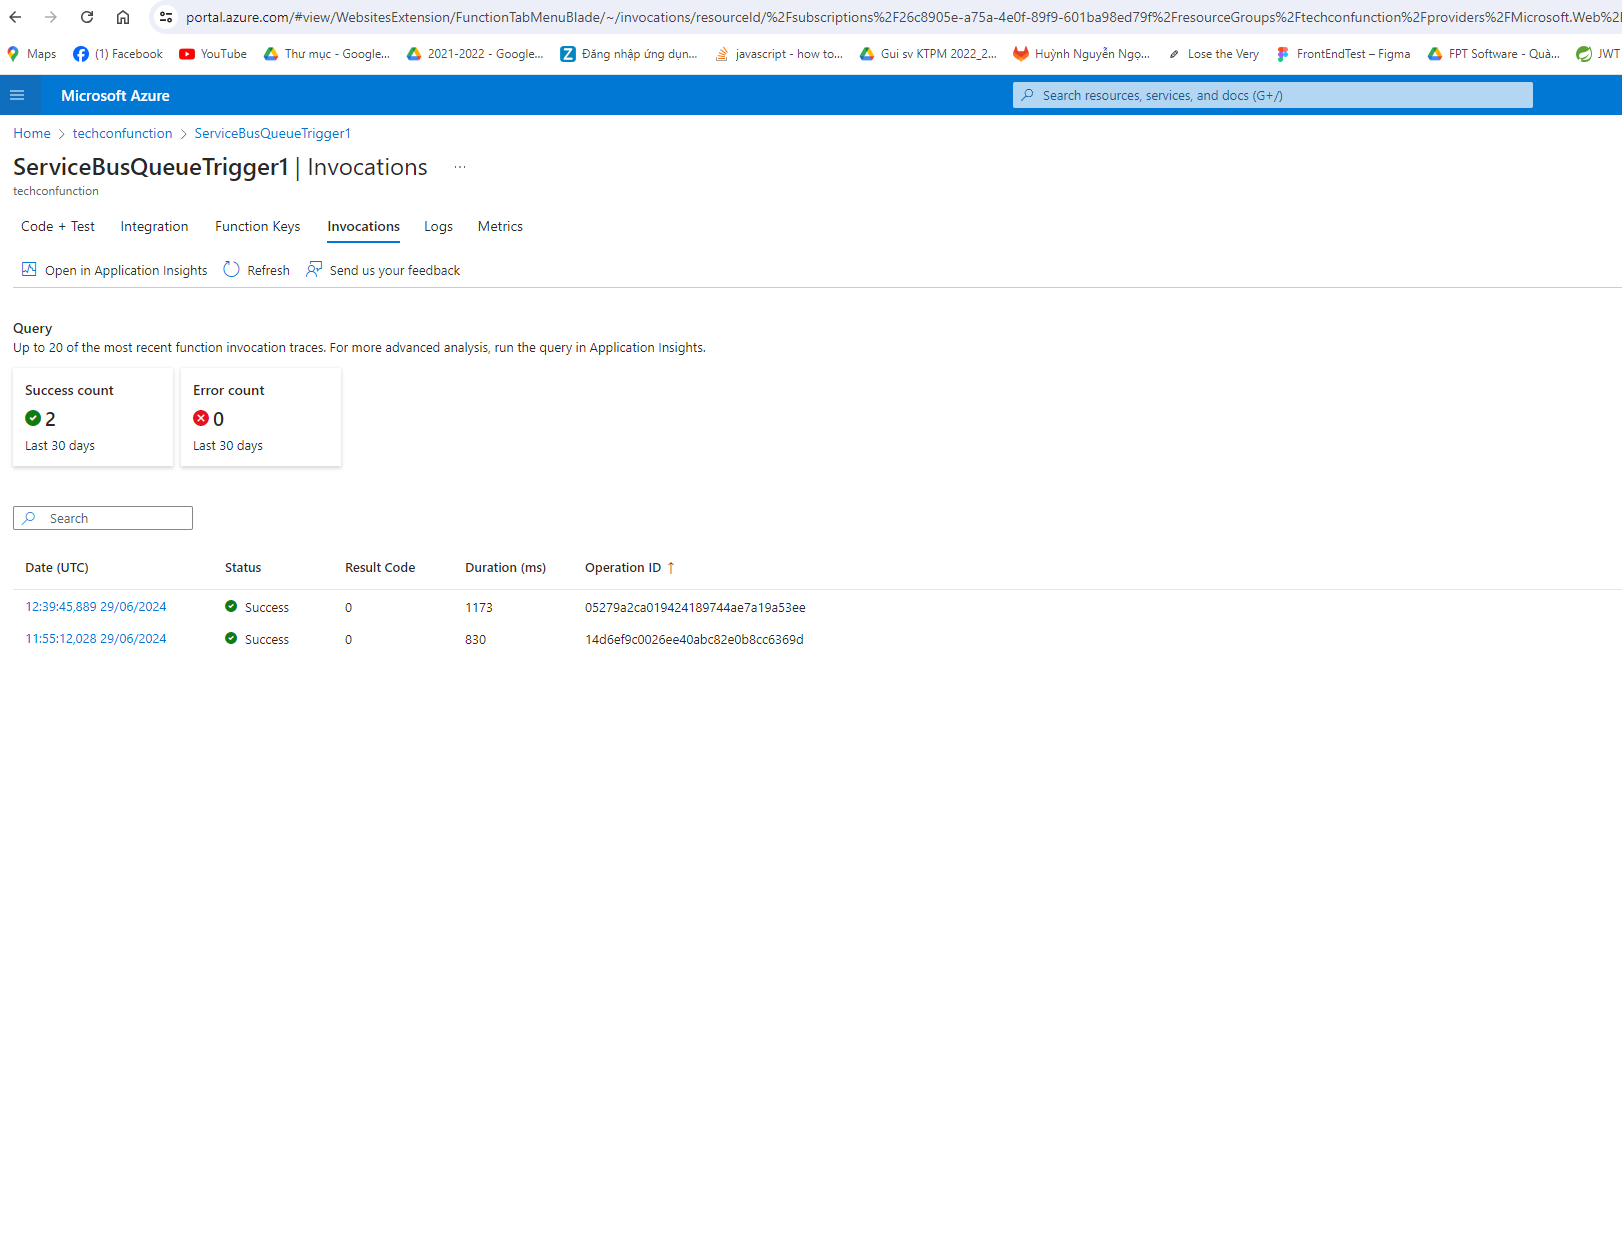 portal.azure.com/#view/WebsitesExtension/FunctionTabMenuBlade/~/invocations/resourceId/%2Fsubscriptions%2F26c8905e-a75a-4e0f-89f9-601ba98ed79f%2FresourceGroups%2Ftechconfunction%2Fproviders%2FMicrosoft.Web%2
Maps (1) Facebook YouTube Thư mục - Google... 2021-2022 - Google... Đăng nhập ứng dụn... javascript - how to... Gui sv KTPM 2022_2... Huỳnh Nguyễn Ngọ... Lose the Very FrontEndTest – Figma FPT Software - Quà... JWT
Microsoft Azure Search resources, services, and docs (G+/)
Home > techconfunction > ServiceBusQueueTrigger1
ServiceBusQueueTrigger1 | Invocations ...
techconfunction
Code + Test Integration Function Keys Invocations Logs Metrics
Open in Application Insights Refresh Send us your feedback
Query
Up to 20 of the most recent function invocation traces. For more advanced analysis, run the query in Application Insights.
Success count Error count
2 0
Last 30 days Last 30 days
Search
Date (UTC) Status Result Code Duration (ms) Operation ID ↑
12:39:45,889 29/06/2024 Success 0 1173 05279a2ca019424189744ae7a19a53ee
11:55:12,028 29/06/2024 Success 0 830 14d6ef9c0026ee40abc82e0b8cc6369d